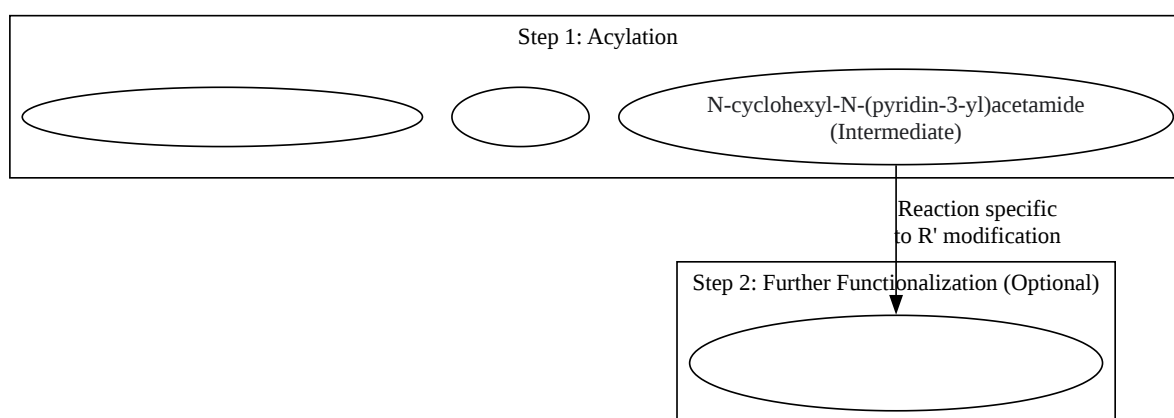 Step 1: Acylation
N-cyclohexyl-N-(pyridin-3-yl)acetamide
(Intermediate)
Reaction specific
to R' modification
Step 2: Further Functionalization (Optional)